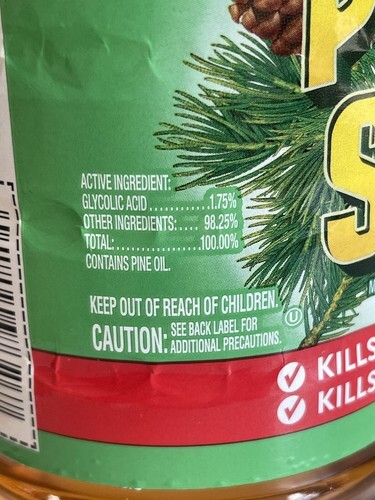 ACTIVE INGREDIENT:
GLYCOLIC ACID..............1.75%
OTHER INGREDIENTS:..... 98.25%
TOTAL:......................100.00%
CONTAINS PINE OIL.
KEEP OUT OF REACH OF CHILDREN.
CAUTION: SEE BACK LABEL FOR
ADDITIONAL PRECAUTIONS.
U
KILLS
KILLS